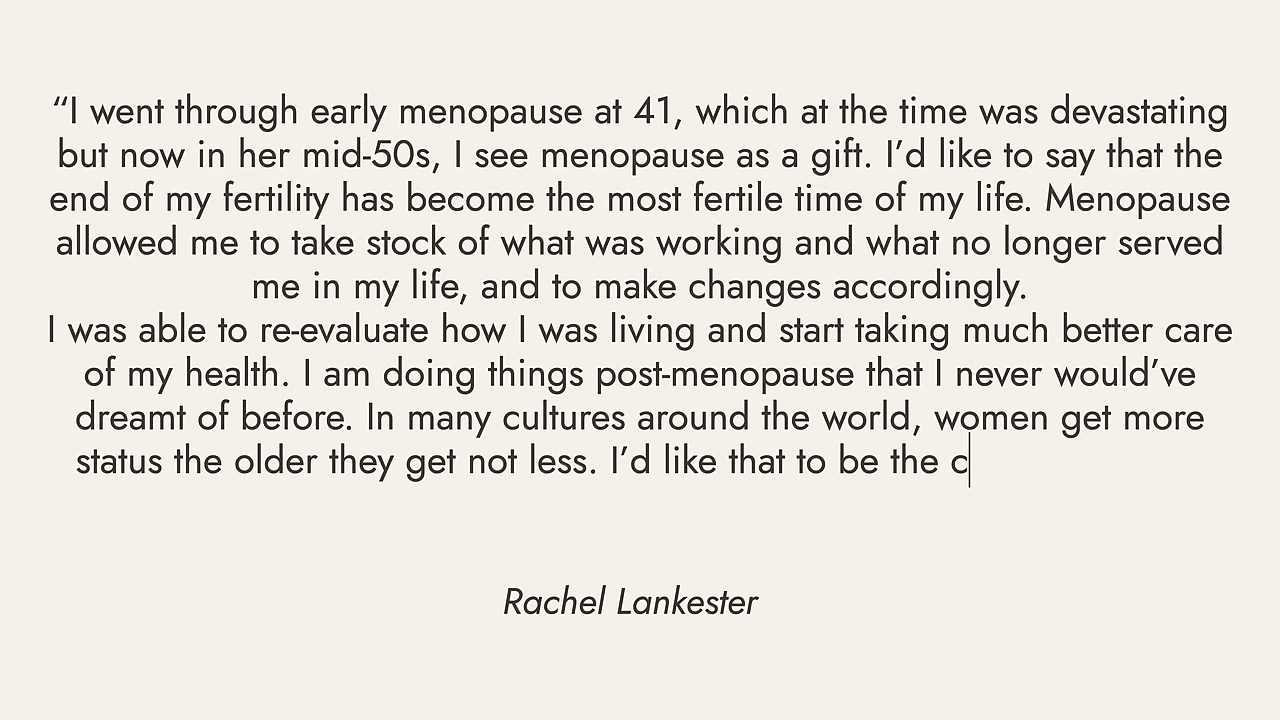 “I went through early menopause at 41, which at the time was devastating
but now in her mid-50s, I see menopause as a gift. I’d like to say that the
end of my fertility has become the most fertile time of my life. Menopause
allowed me to take stock of what was working and what no longer served
me in my life, and to make changes accordingly.
I was able to re-evaluate how I was living and start taking much better care
of my health. I am doing things post-menopause that I never would’ve
dreamt of before. In many cultures around the world, women get more
status the older they get not less. I’d like that to be the c
Rachel Lankester